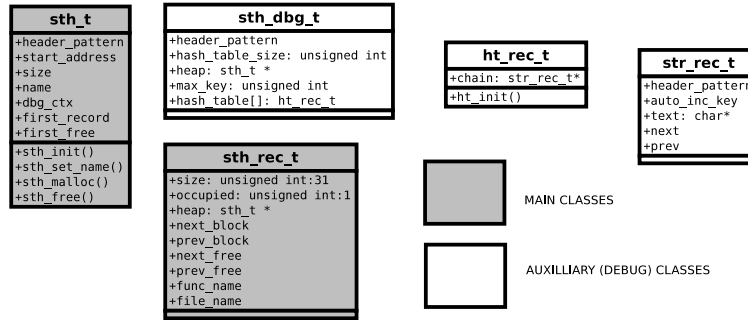 sth_t
+header_pattern
+start_address
+size
+name
+dbg_ctx
+first_record
+first_free
+sth_init()
+sth_set_name()
+sth_malloc()
+sth_free()
sth_dbg_t
+header_pattern
+hash_table_size: unsigned int
+heap: sth_t *
+max_key: unsigned int
+hash_table[]: ht_rec_t
sth_rec_t
+size: unsigned int:31
+occupied: unsigned int:1
+heap: sth_t *
+next_block
+prev_block
+next_free
+prev_free
+func_name
+file_name
ht_rec_t
+chain: str_rec_t*
+ht_init()
str_rec_t
+header_pattern
+auto_inc_key
+text: char*
+next
+prev
MAIN CLASSES
AUXILLIARY (DEBUG) CLASSES